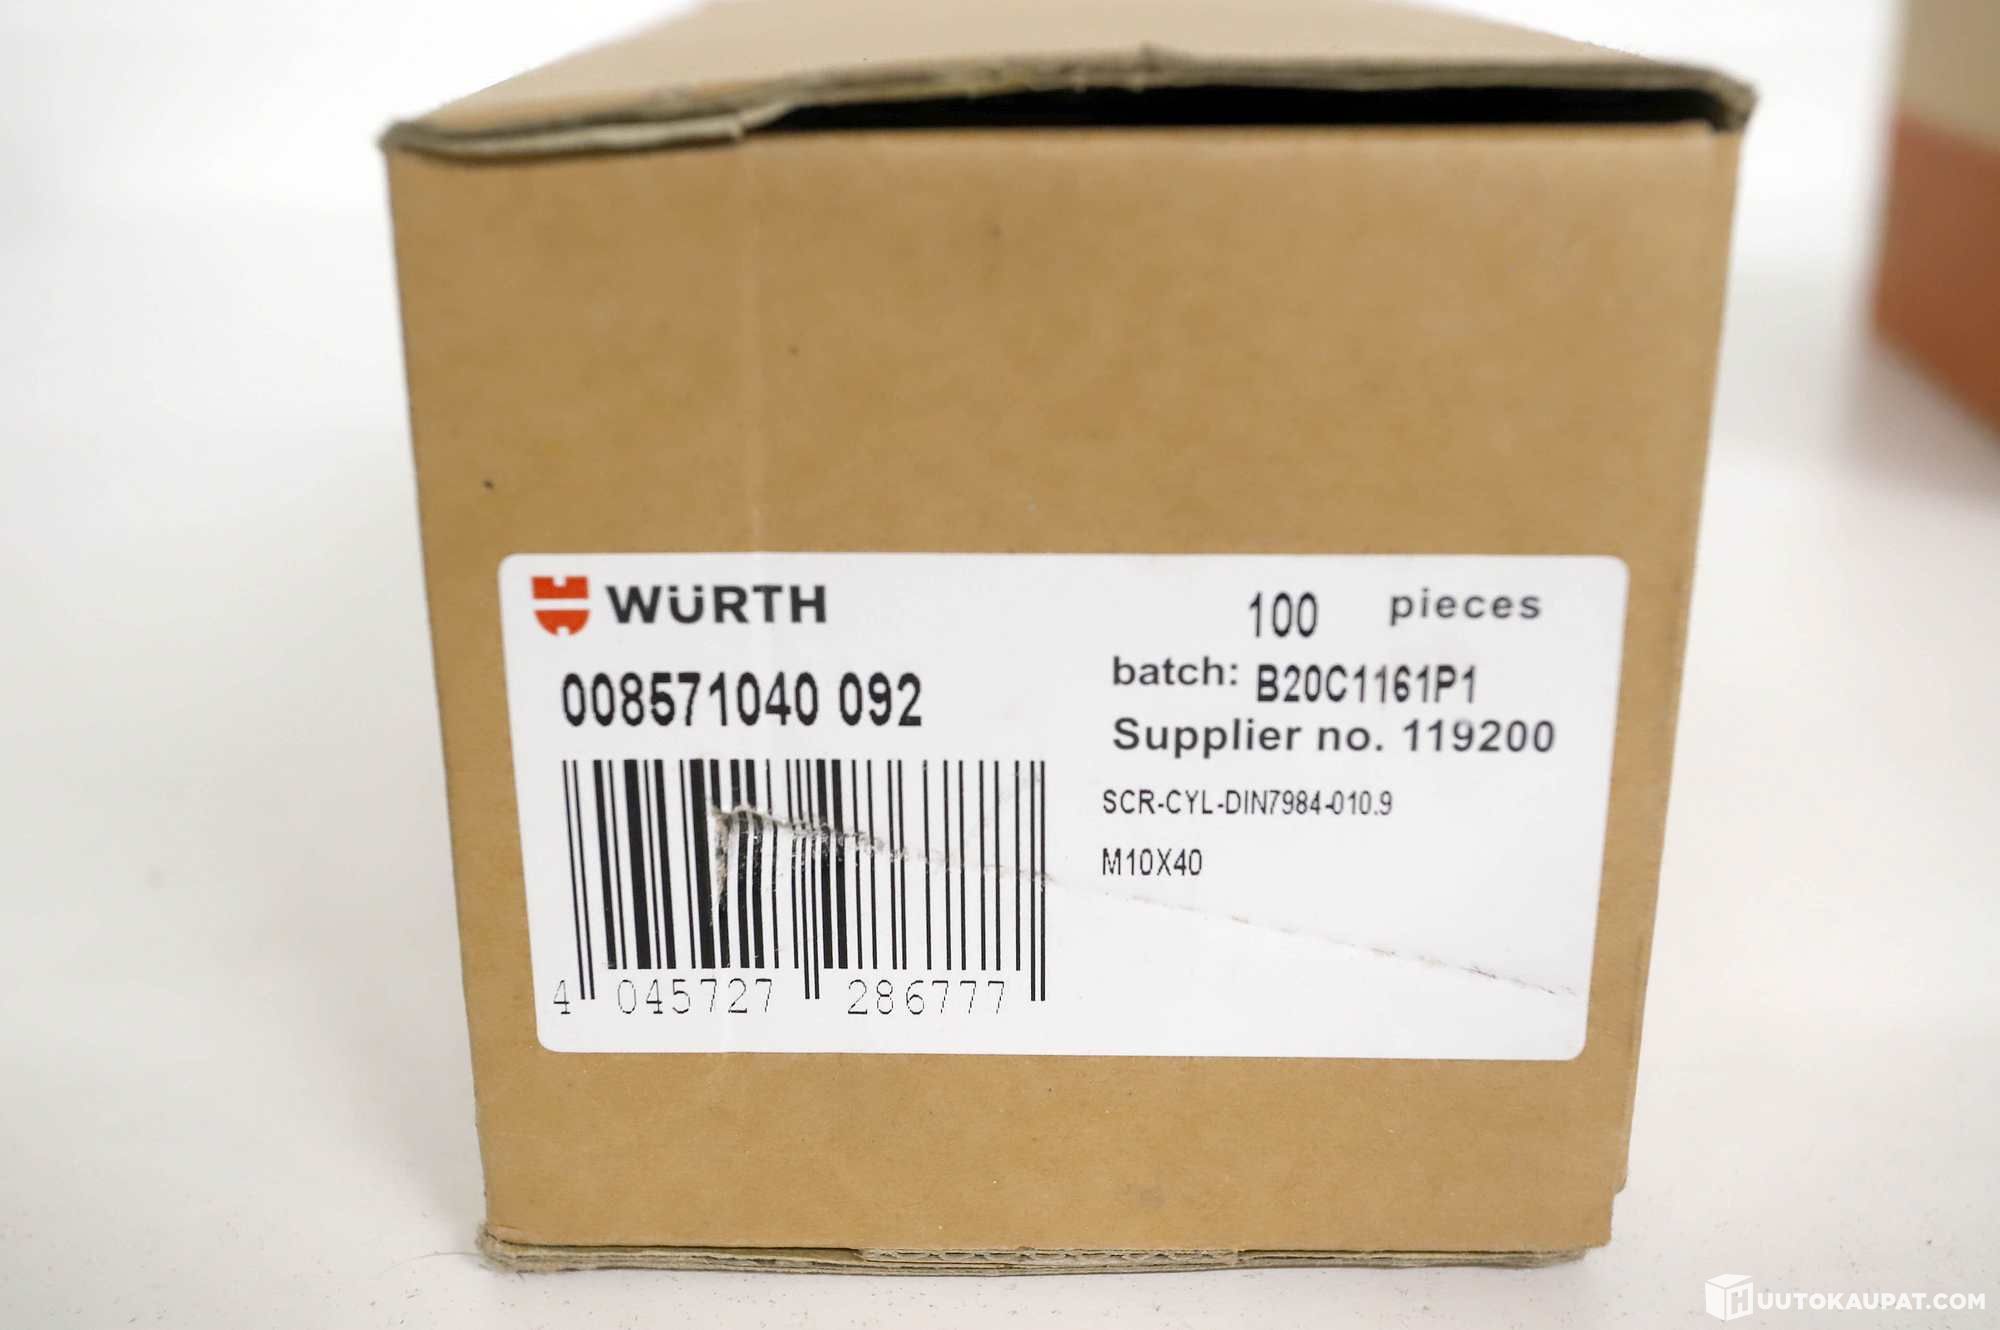 WÜRTH
100 pieces
008571040 092
batch: B20C1161P1
Supplier no. 119200
SCR-CYL-DIN7984-010.9
M10X40
4 045727 286777
HUUTOKAUPAT.COM